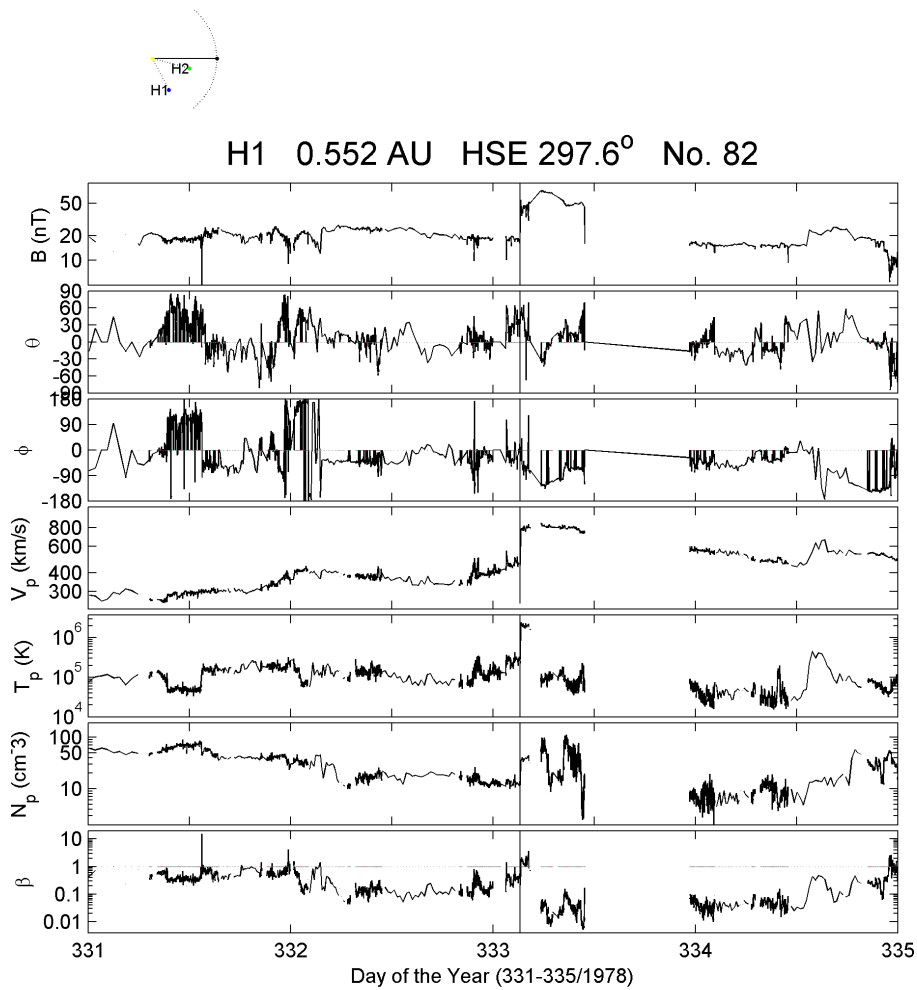 H2
H1
H1 0.552 AU HSE 297.6° No. 82
B (nT)
50
20
10
θ
90
60
30
0
-30
-60
-90
ϕ
180
90
0
-90
-180
V_p (km/s)
800
600
400
300
T_p (K)
10^6
10^5
10^4
N_p (cm^-3)
100
50
10
β
10
1
0.1
0.01
331 332 333 334 335
Day of the Year (331-335/1978)